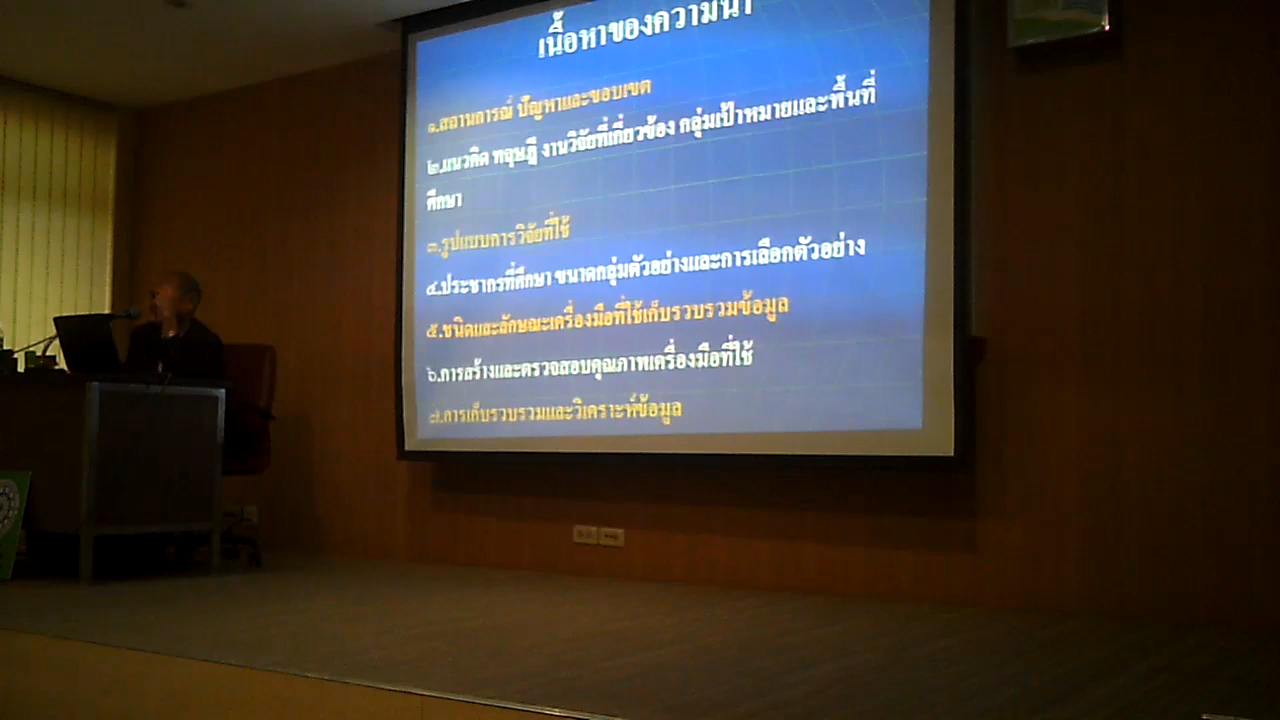 เนื้อหาของความนำ
๑.สถานการณ์ ปัญหาและขอบเขต
๒.แนวคิด ทฤษฎี งานวิจัยที่เกี่ยวข้อง กลุ่มเป้าหมายและพื้นที่
ศึกษา
๓.รูปแบบการวิจัยที่ใช้
๔.ประชากรที่ศึกษา ขนาดกลุ่มตัวอย่างและการเลือกตัวอย่าง
๕.ชนิดและลักษณะเครื่องมือที่ใช้เก็บรวบรวมข้อมูล
๖.การสร้างและตรวจสอบคุณภาพเครื่องมือที่ใช้
๗.การเก็บรวบรวมและวิเคราะห์ข้อมูล